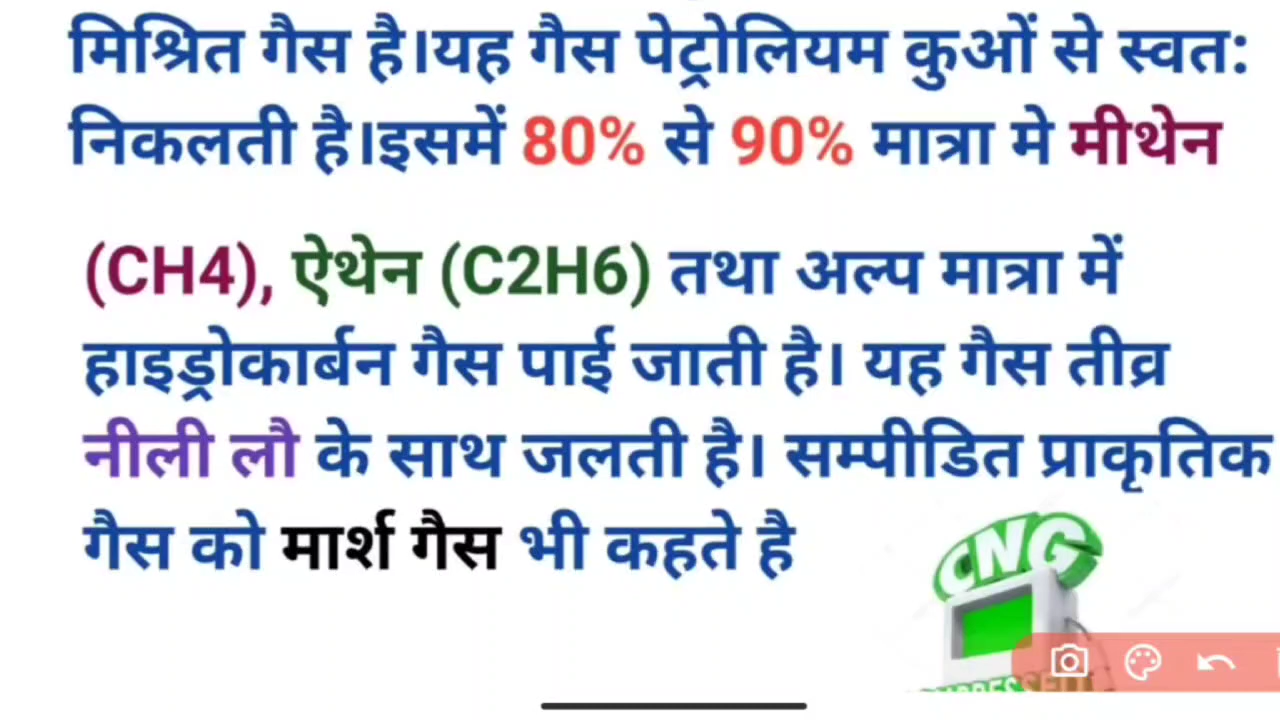 मिश्रित गैस है।यह गैस पेट्रोलियम कुओं से स्वत:
निकलती है।इसमें 80% से 90% मात्रा मे मीथेन
(CH4), ऐथेन (C2H6) तथा अल्प मात्रा में
हाइड्रोकार्बन गैस पाई जाती है। यह गैस तीव्र
नीली लौ के साथ जलती है। सम्पीडित प्राकृतिक
गैस को मार्श गैस भी कहते है
CNG